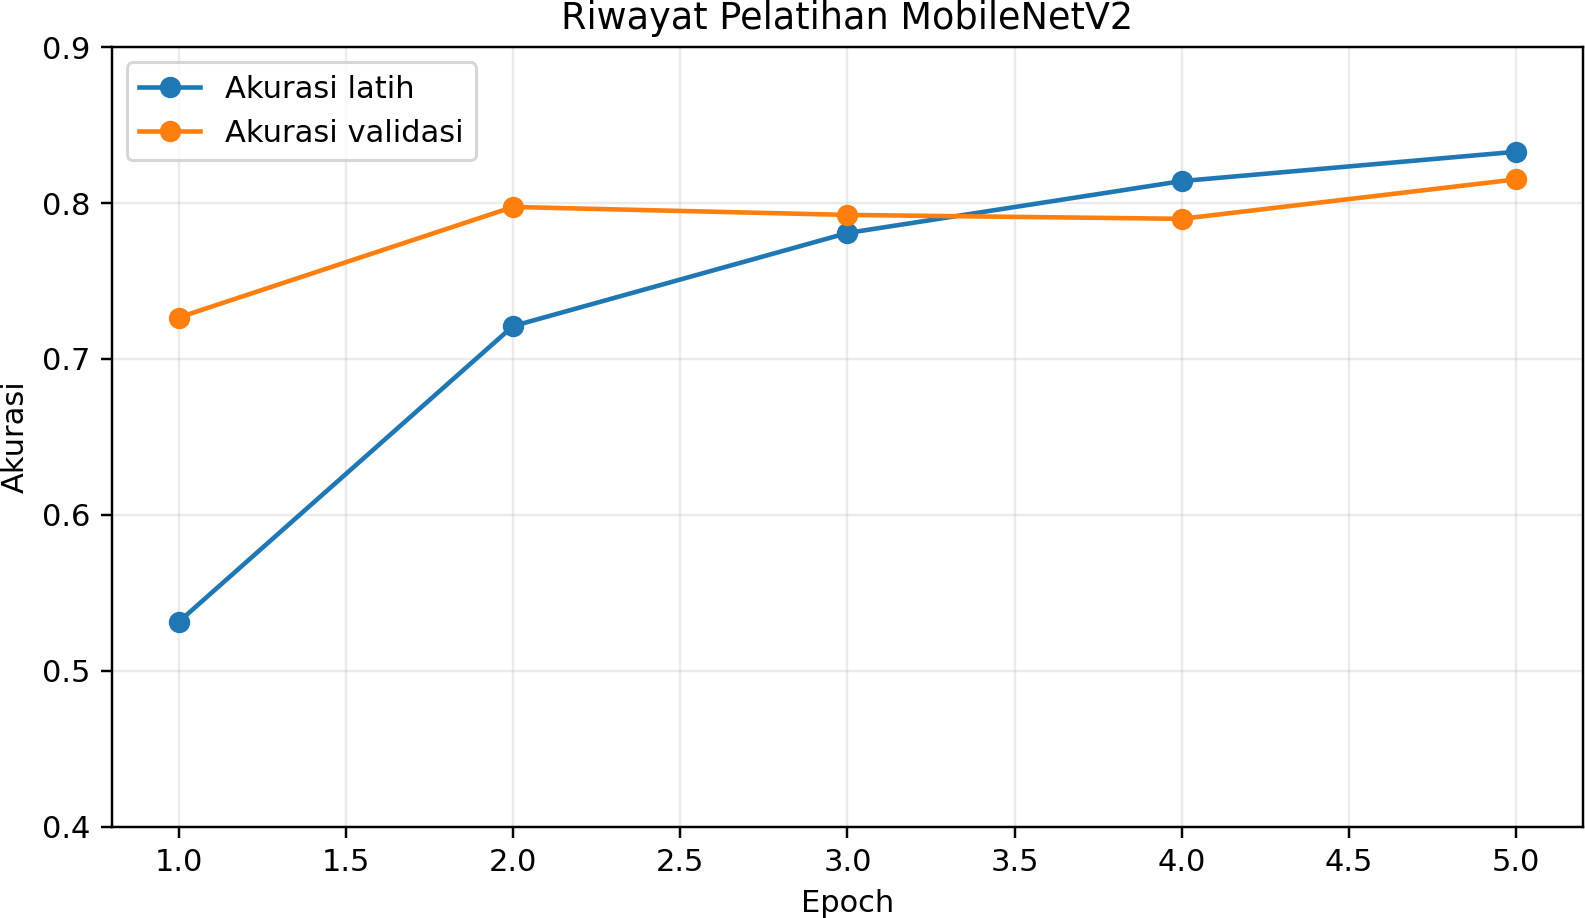 Riwayat Pelatihan MobileNetV2
Akurasi latih
Akurasi validasi
Akurasi
0.9
0.8
0.7
0.6
0.5
0.4
1.0 1.5 2.0 2.5 3.0 3.5 4.0 4.5 5.0
Epoch